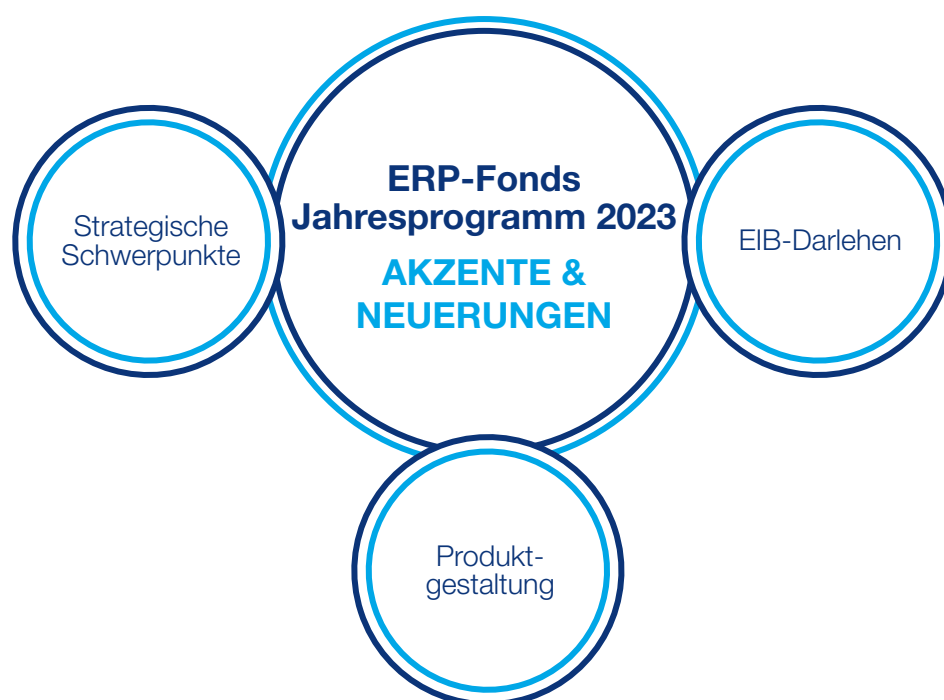 ERP-Fonds
Jahresprogramm 2023
AKZENTE &
NEUERUNGEN
Strategische
Schwerpunkte
EIB-Darlehen
Produkt-
gestaltung